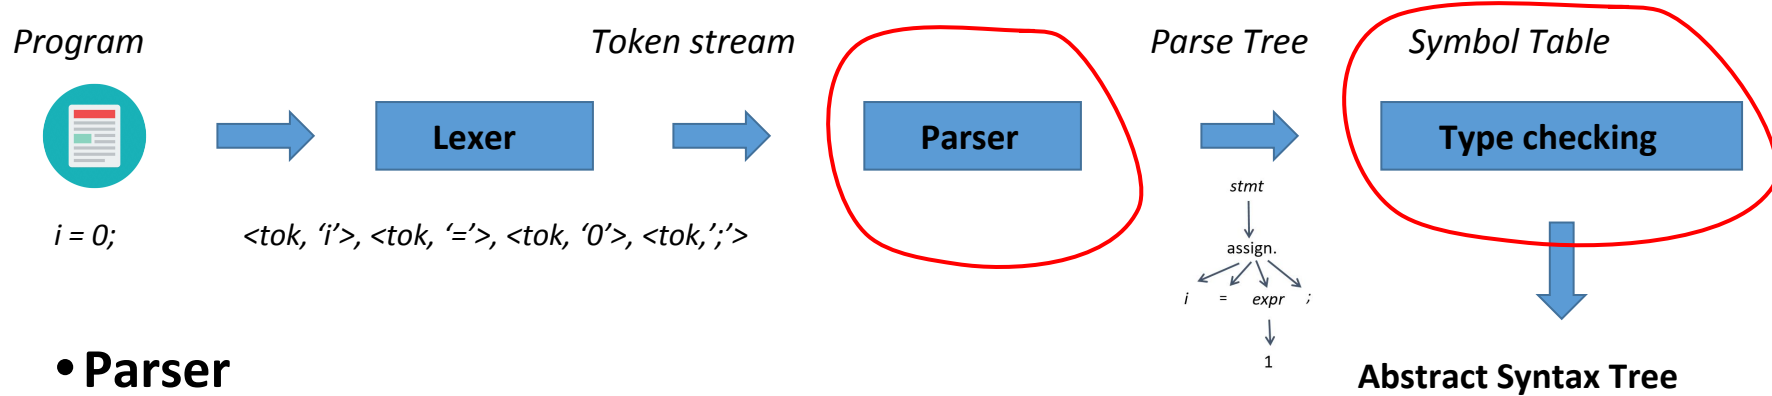 Program Token stream Parse Tree Symbol Table
Lexer Parser Type checking
stmt
i = 0; <tok, ‘i’>, <tok, ‘=’>, <tok, ‘0’>, <tok,’;’>
assign.
i = expr ;
1
• Parser
Abstract Syntax Tree